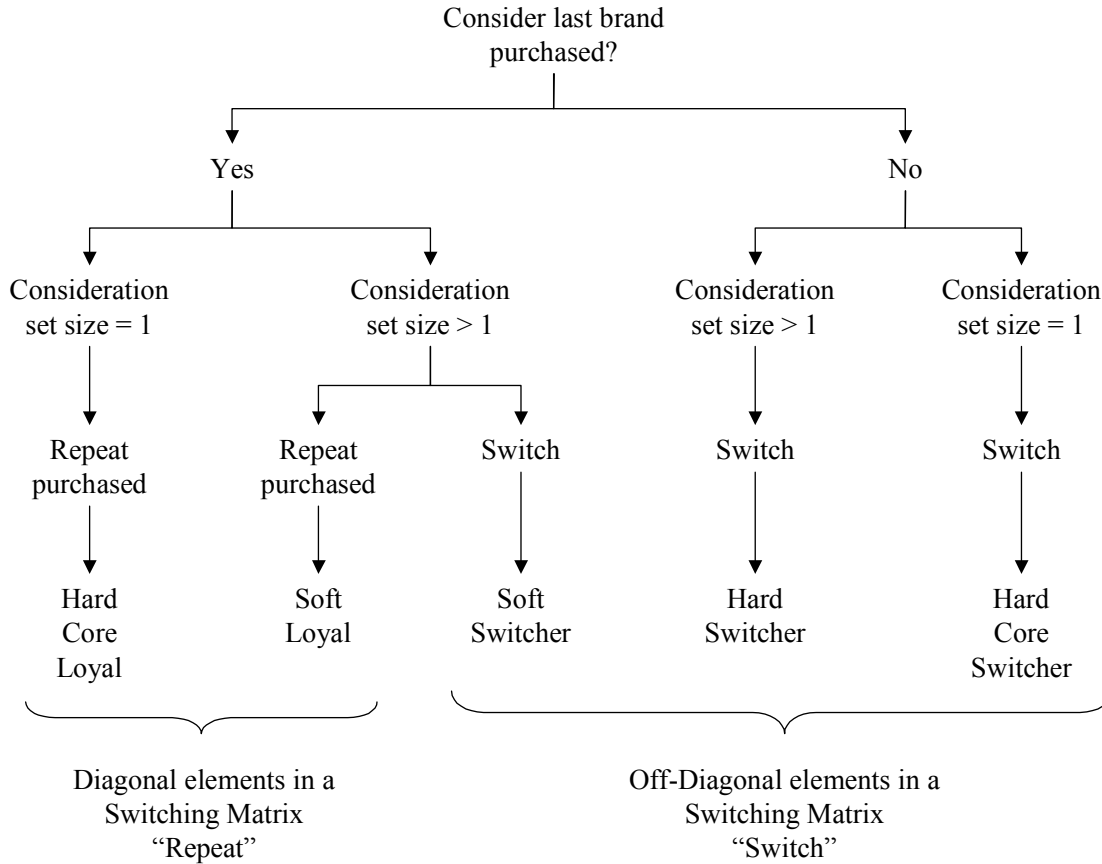 Consider last brand
purchased?
Yes
No
Consideration
set size = 1
Consideration
set size > 1
Consideration
set size > 1
Consideration
set size = 1
Repeat
purchased
Repeat
purchased
Switch
Switch
Switch
Hard
Core
Loyal
Soft
Loyal
Soft
Switcher
Hard
Switcher
Hard
Core
Switcher
Diagonal elements in a
Switching Matrix
“Repeat”
Off-Diagonal elements in a
Switching Matrix
“Switch”